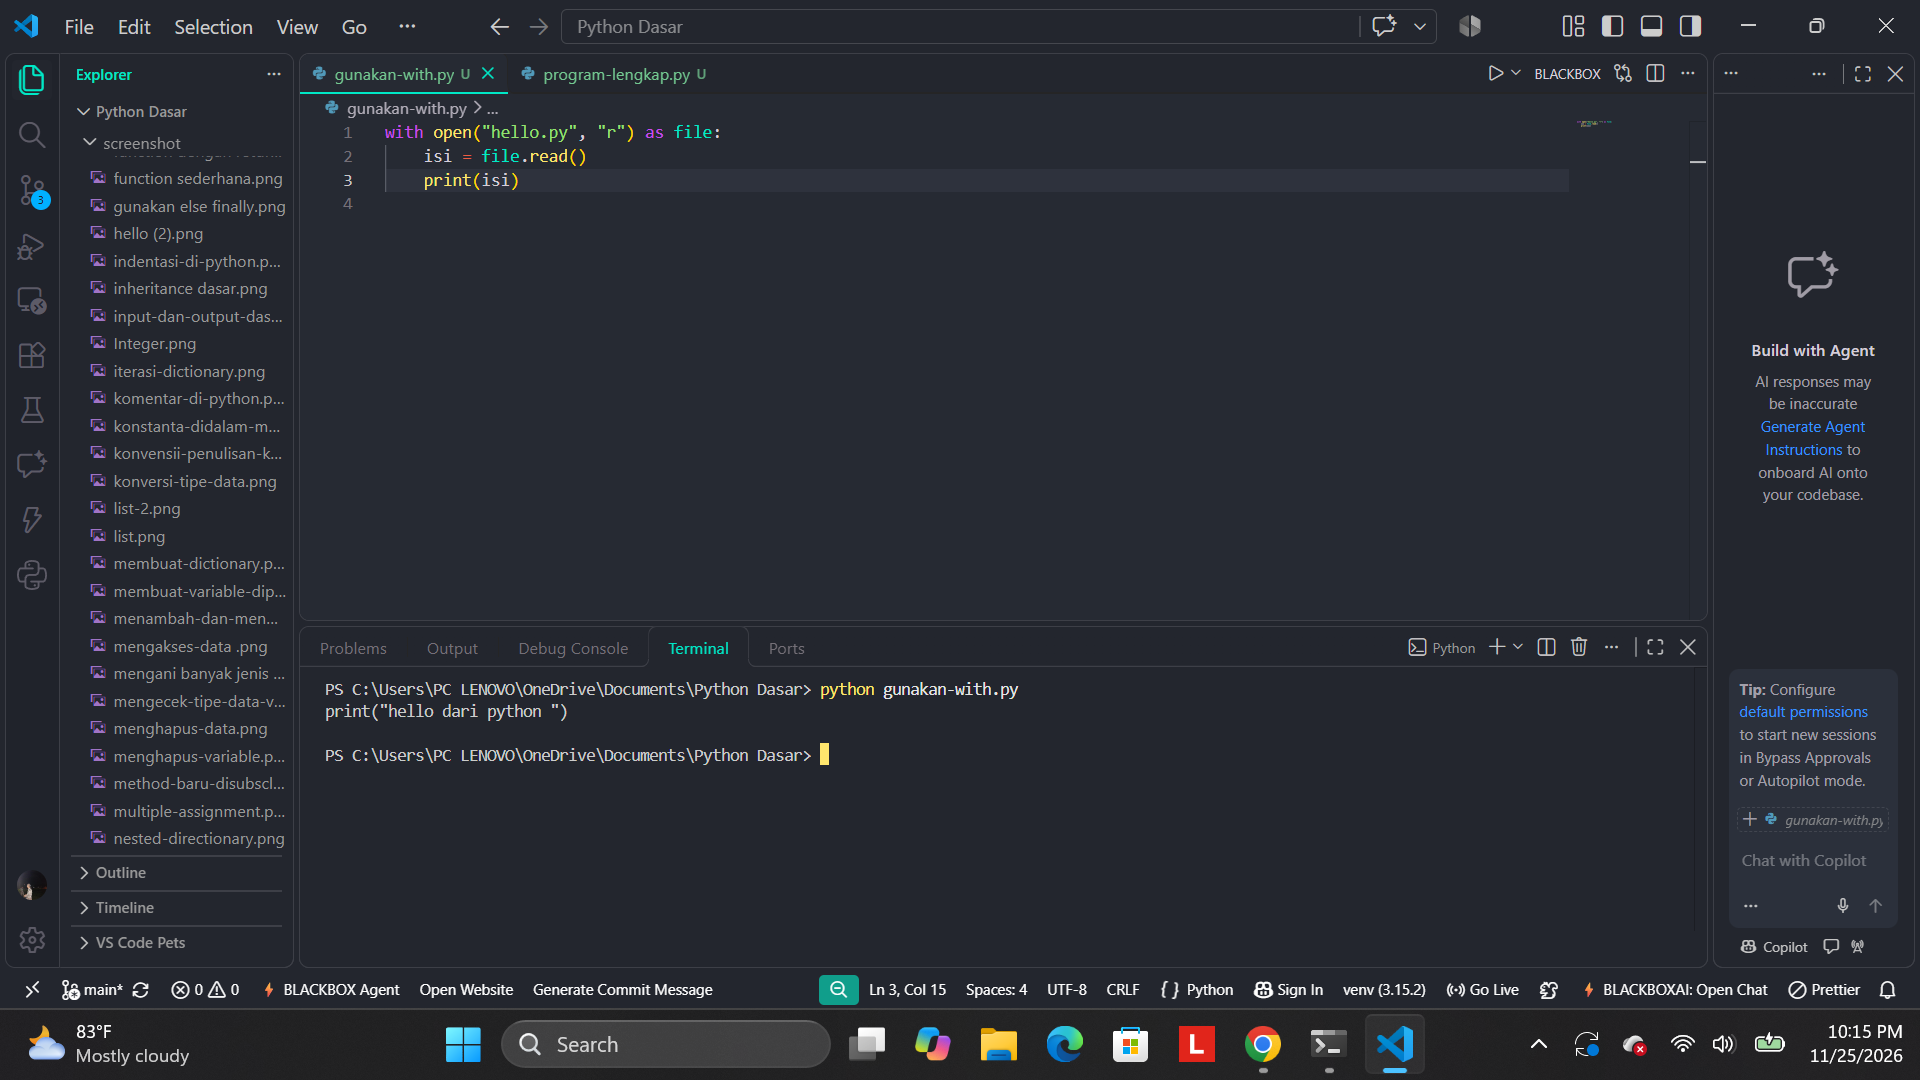 File Edit Selection View Go ... Python Dasar
Explorer ...
Python Dasar
screenshot
function sederhana.png
gunakan else finally.png
hello (2).png
indentasi-di-python.p...
inheritance dasar.png
input-dan-output-das...
Integer.png
iterasi-dictionary.png
komentar-di-python.p...
konstanta-didalam-m...
konvensii-penulisan-k...
konversi-tipe-data.png
list-2.png
list.png
membuat-dictionary.p...
membuat-variable-dip...
menambah-dan-men...
mengakses-data .png
mengani banyak jenis ...
mengecek-tipe-data-v...
menghapus-data.png
menghapus-variable.p...
method-baru-disubscl...
multiple-assignment.p...
nested-directionary.png
Outline
Timeline
VS Code Pets
3
gunakan-with.py U program-lengkap.py U BLACKBOX
gunakan-with.py > ...
1 with open("hello.py", "r") as file:
2 isi = file.read()
3 print(isi)
4
Problems Output Debug Console Terminal Ports Python
PS C:\Users\PC LENOVO\OneDrive\Documents\Python Dasar> python gunakan-with.py
print("hello dari python ")
PS C:\Users\PC LENOVO\OneDrive\Documents\Python Dasar>
Build with Agent
AI responses may
be inaccurate
Generate Agent
Instructions to
onboard AI onto
your codebase.
Tip: Configure
default permissions
to start new sessions
in Bypass Approvals
or Autopilot mode.
gunakan-with.py
Chat with Copilot
Copilot
main* 0 0 BLACKBOX Agent Open Website Generate Commit Message Ln 3, Col 15 Spaces: 4 UTF-8 CRLF { } Python Sign In venv (3.15.2) Go Live BLACKBOXAI: Open Chat Prettier
83°F
Mostly cloudy
Search
L
10:15 PM
11/25/2026